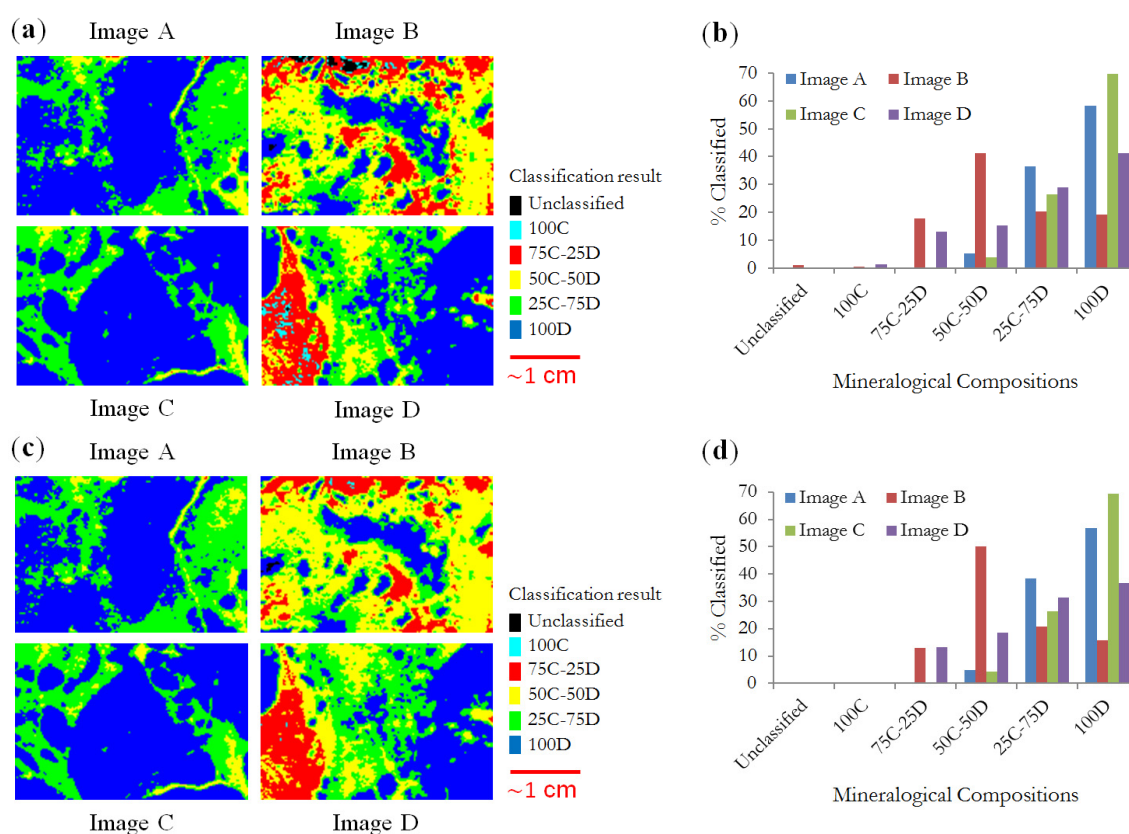 (a)
Image A
Image B
Classification result
Unclassified
100C
75C-25D
50C-50D
25C-75D
100D
~1 cm
Image C
Image D
(b)
70
60
50
40
30
20
10
0
% Classified
Image A
Image B
Image C
Image D
Unclassified
100C
75C-25D
50C-50D
25C-75D
100D
Mineralogical Compositions
(c)
Image A
Image B
Classification result
Unclassified
100C
75C-25D
50C-50D
25C-75D
100D
~1 cm
Image C
Image D
(d)
70
60
50
40
30
20
10
0
% Classified
Image A
Image B
Image C
Image D
Unclassified
100C
75C-25D
50C-50D
25C-75D
100D
Mineralogical Compositions